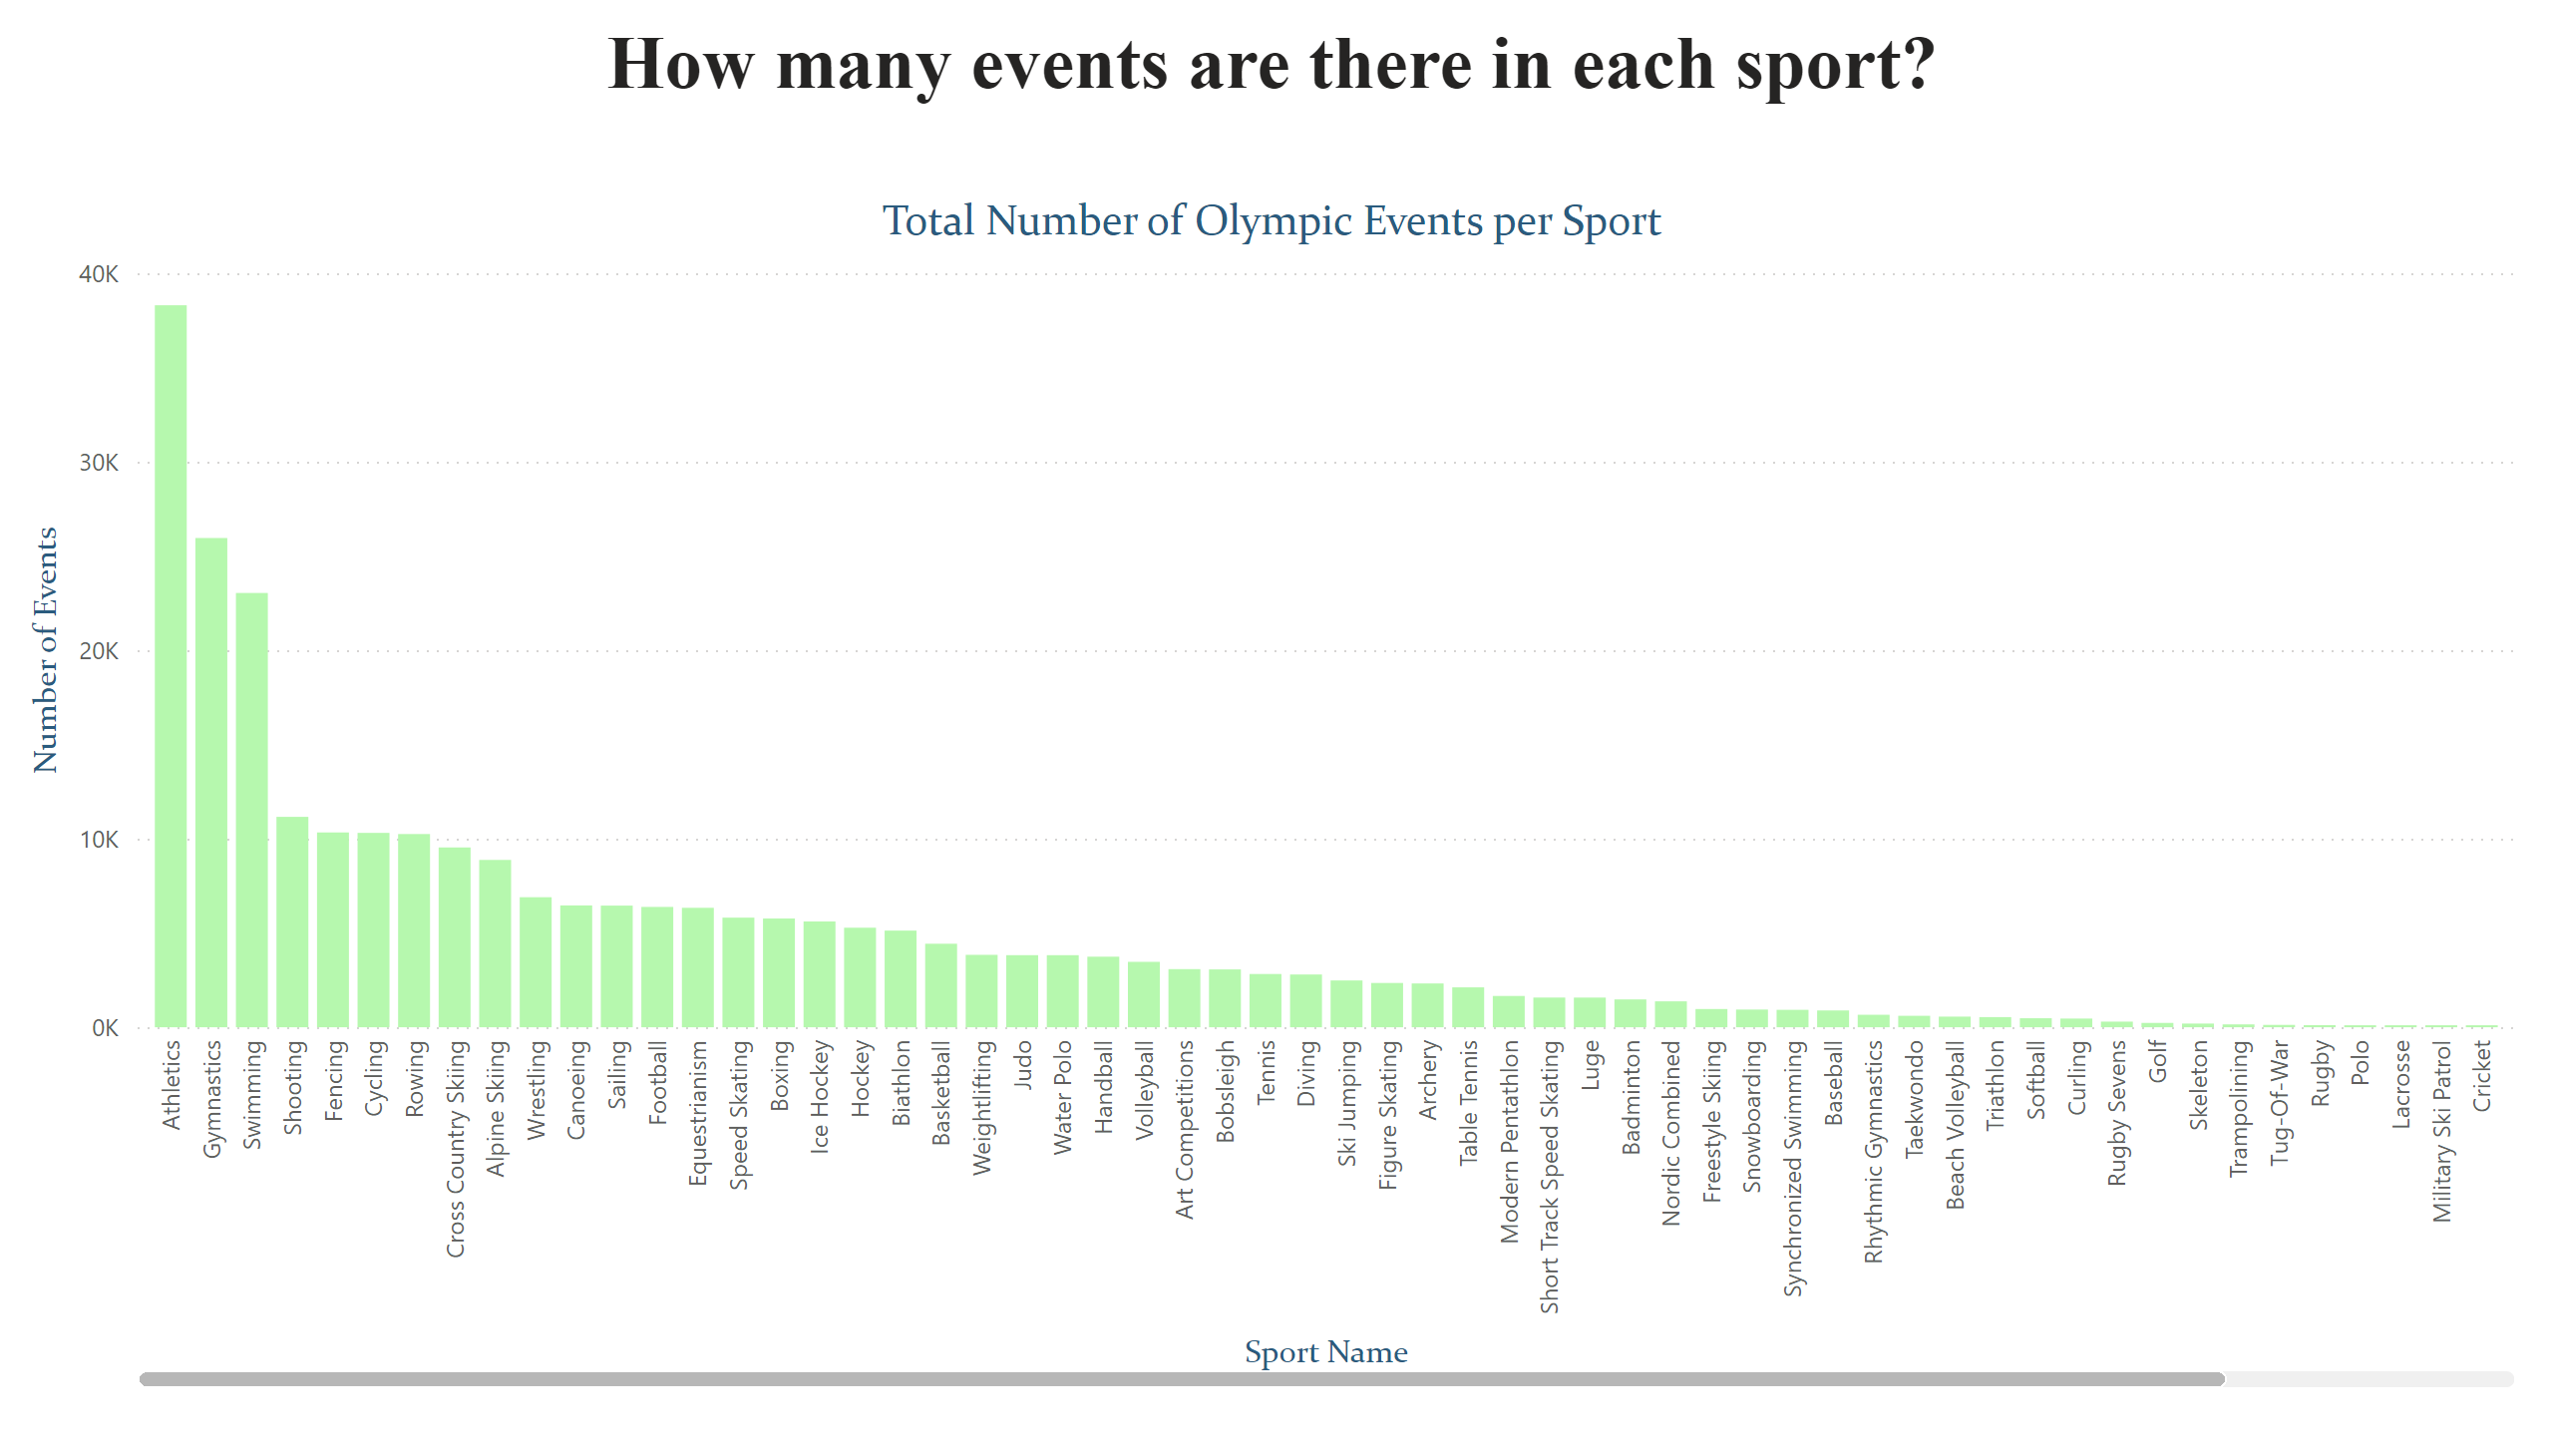 How many events are there in each sport?
Total Number of Olympic Events per Sport
40K
30K
20K
10K
0K
Number of Events
Athletics
Gymnastics
Swimming
Shooting
Fencing
Cycling
Rowing
Cross Country Skiing
Alpine Skiing
Wrestling
Canoeing
Sailing
Football
Equestrianism
Speed Skating
Boxing
Ice Hockey
Hockey
Biathlon
Basketball
Weightlifting
Judo
Water Polo
Handball
Volleyball
Art Competitions
Bobsleigh
Tennis
Diving
Ski Jumping
Figure Skating
Archery
Table Tennis
Modern Pentathlon
Short Track Speed Skating
Luge
Badminton
Nordic Combined
Freestyle Skiing
Snowboarding
Synchronized Swimming
Baseball
Rhythmic Gymnastics
Taekwondo
Beach Volleyball
Triathlon
Softball
Curling
Rugby Sevens
Golf
Skeleton
Trampolining
Tug-Of-War
Rugby
Polo
Lacrosse
Military Ski Patrol
Cricket
Sport Name